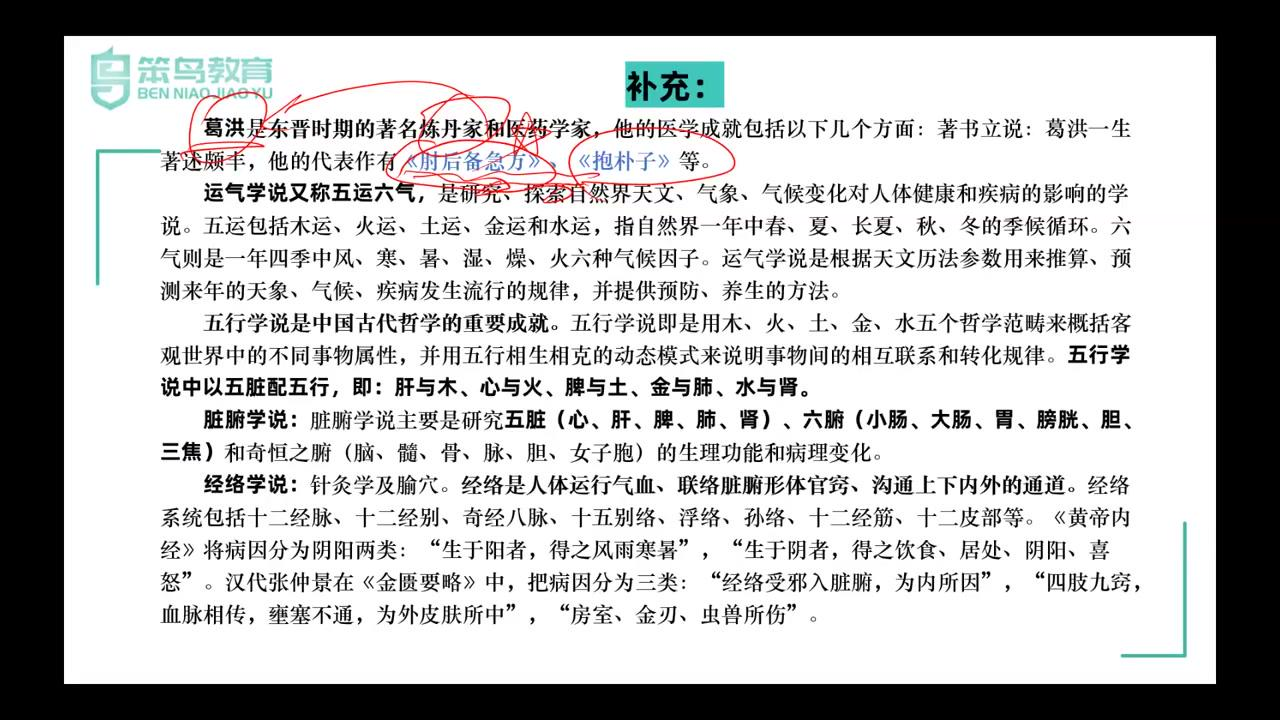 笨鸟教育
BEN NIAO JIAO YU
补充：
葛洪是东晋时期的著名炼丹家和医药学家，他的医学成就包括以下几个方面：著书立说：葛洪一生
著述颇丰，他的代表作有《肘后备急方》、《抱朴子》等。
运气学说又称五运六气，是研究、探索自然界天文、气象、气候变化对人体健康和疾病的影响的学
说。五运包括木运、火运、土运、金运和水运，指自然界一年中春、夏、长夏、秋、冬的季候循环。六
气则是一年四季中风、寒、暑、湿、燥、火六种气候因子。运气学说是根据天文历法参数用来推算、预
测来年的天象、气候、疾病发生流行的规律，并提供预防、养生的方法。
五行学说是中国古代哲学的重要成就。五行学说即是用木、火、土、金、水五个哲学范畴来概括客
观世界中的不同事物属性，并用五行相生相克的动态模式来说明事物间的相互联系和转化规律。五行学
说中以五脏配五行，即：肝与木、心与火、脾与土、金与肺、水与肾。
脏腑学说：脏腑学说主要是研究五脏（心、肝、脾、肺、肾）、六腑（小肠、大肠、胃、膀胱、胆、
三焦）和奇恒之腑（脑、髓、骨、脉、胆、女子胞）的生理功能和病理变化。
经络学说：针灸学及腧穴。经络是人体运行气血、联络脏腑形体官窍、沟通上下内外的通道。经络
系统包括十二经脉、十二经别、奇经八脉、十五别络、浮络、孙络、十二经筋、十二皮部等。《黄帝内
经》将病因分为阴阳两类：“生于阳者，得之风雨寒暑”，“生于阴者，得之饮食、居处、阴阳、喜
怒”。汉代张仲景在《金匮要略》中，把病因分为三类：“经络受邪入脏腑，为内所因”，“四肢九窍，
血脉相传，壅塞不通，为外皮肤所中”，“房室、金刃、虫兽所伤”。